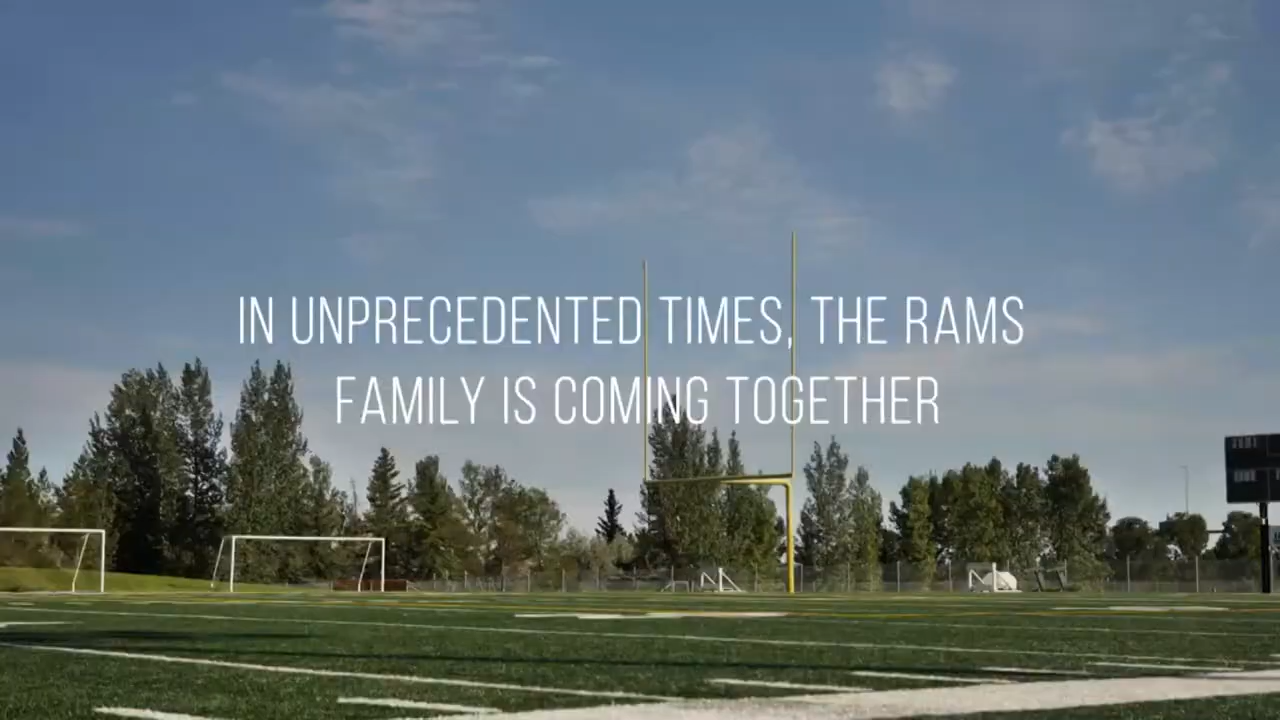 IN UNPRECEDENTED TIMES, THE RAMS
FAMILY IS COMING TOGETHER